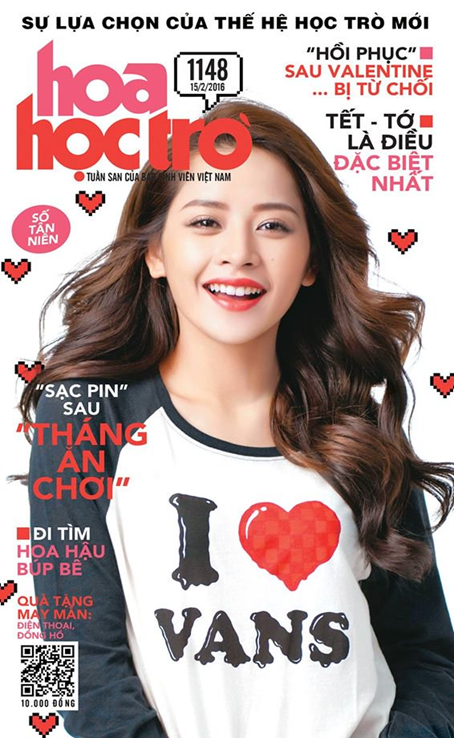 SỰ LỰA CHỌN CỦA THẾ HỆ HỌC TRÒ MỚI
hoa
học trò
1148
15/2/2016
TUẦN SAN CỦA SINH VIÊN VIỆT NAM
"HỒI PHỤC"
SAU VALENTINE
... BỊ TỪ CHỐI
TẾT - TỚ
LÀ ĐIỀU
ĐẶC BIỆT
NHẤT
SỐ
TÂN
NIÊN
"SẠC PIN"
SAU
"THÁNG
ĂN
CHƠI"
I
VANS
ĐI TÌM
HOA HẬU
BÚP BÊ
QUÀ TẶNG
MAY MẮN:
ĐIỆN THOẠI,
ĐỒNG HỒ
10.000 ĐỒNG